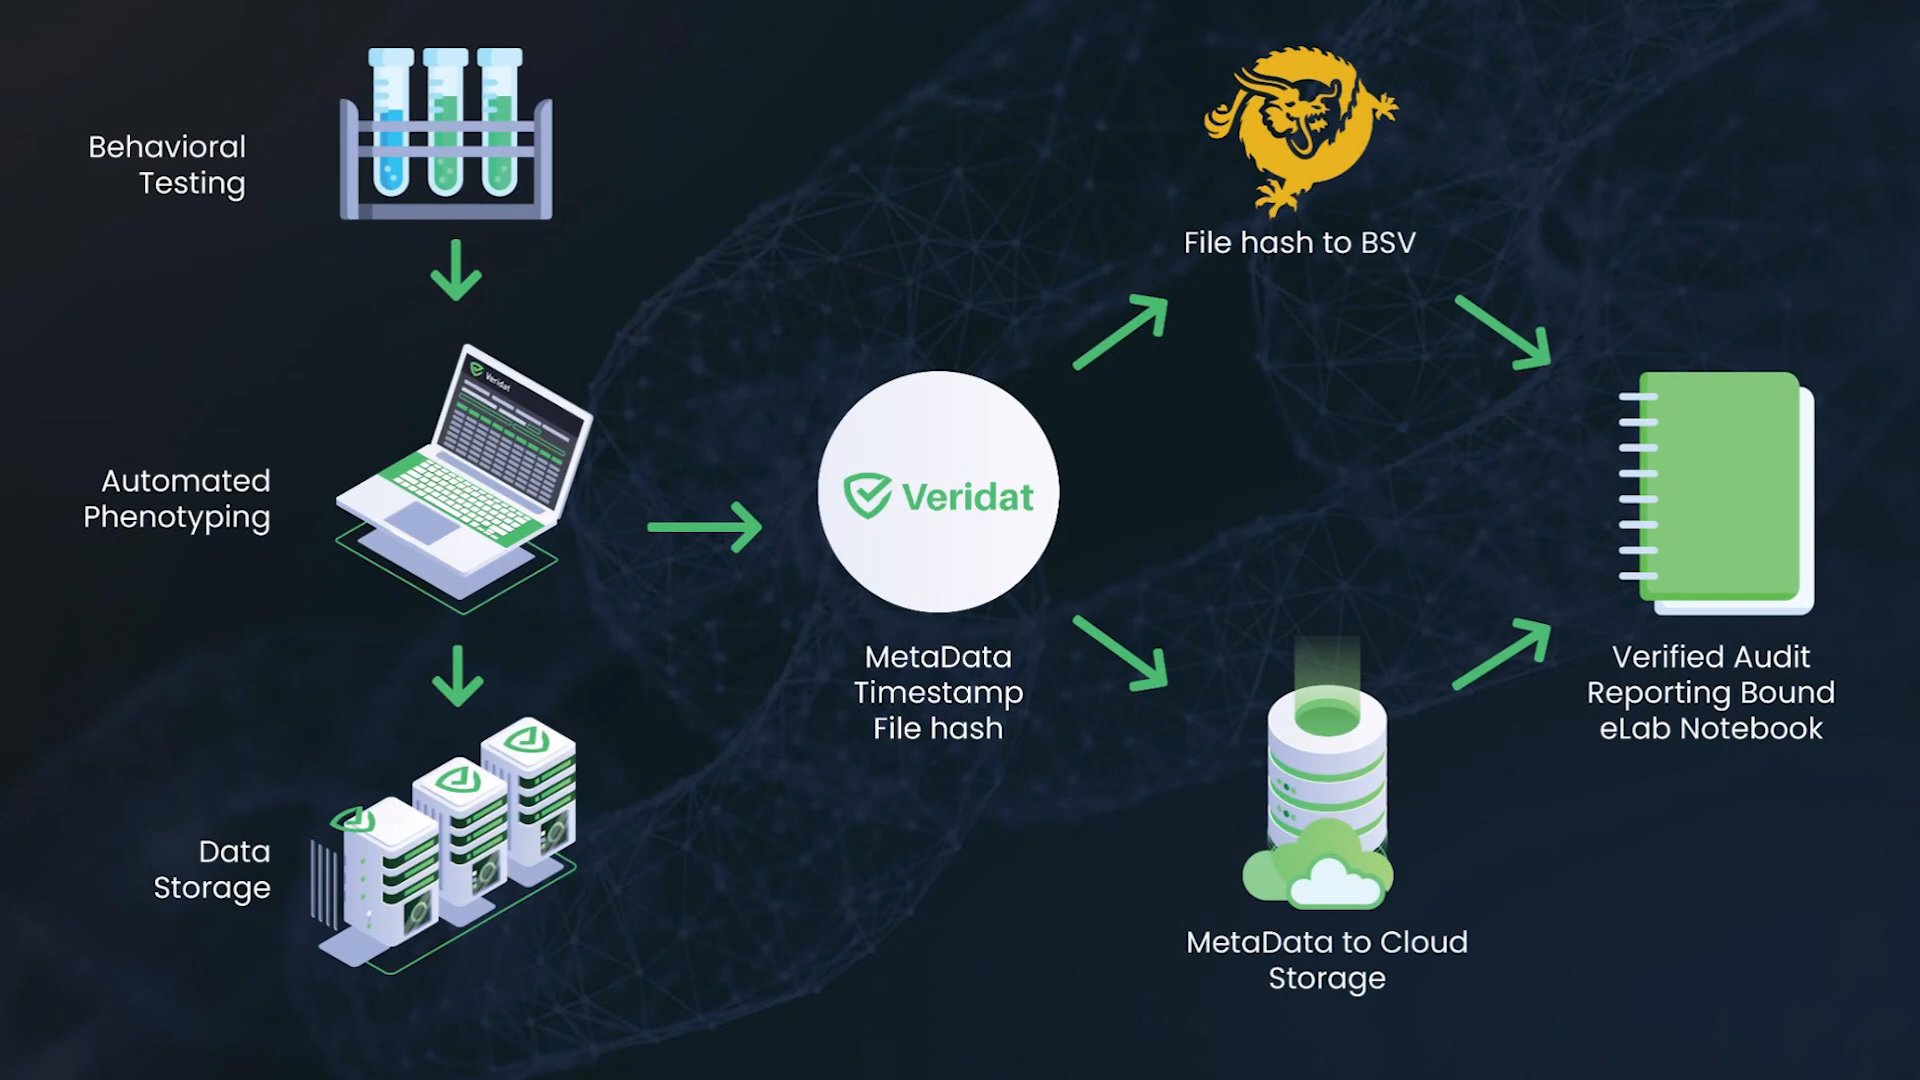 Behavioral
Testing
File hash to BSV
Veridat
Automated
Phenotyping
Veridat
MetaData
Timestamp
File hash
Verified Audit
Reporting Bound
eLab Notebook
Data
Storage
MetaData to Cloud
Storage